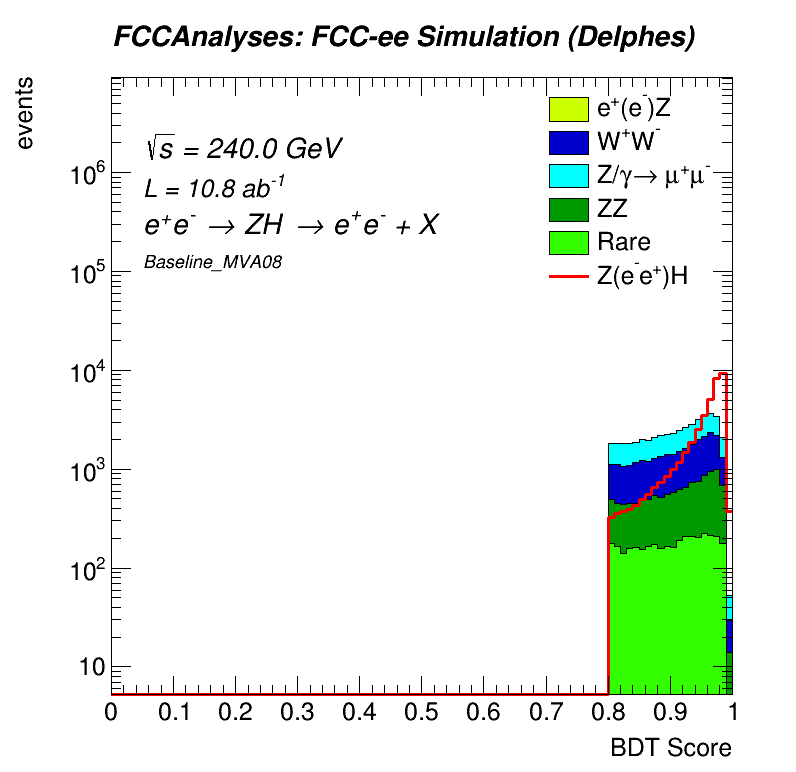 FCCAnalyses: FCC-ee Simulation (Delphes)
events
√s = 240.0 GeV
L = 10.8 ab⁻¹
e⁺e⁻ → ZH → e⁺e⁻ + X
Baseline_MVA08
e⁺(e⁻)Z
W⁺W⁻
Z/γ→ μ⁺μ⁻
ZZ
Rare
Z(e⁻e⁺)H
10⁶
10⁵
10⁴
10³
10²
10
0 0.1 0.2 0.3 0.4 0.5 0.6 0.7 0.8 0.9 1
BDT Score